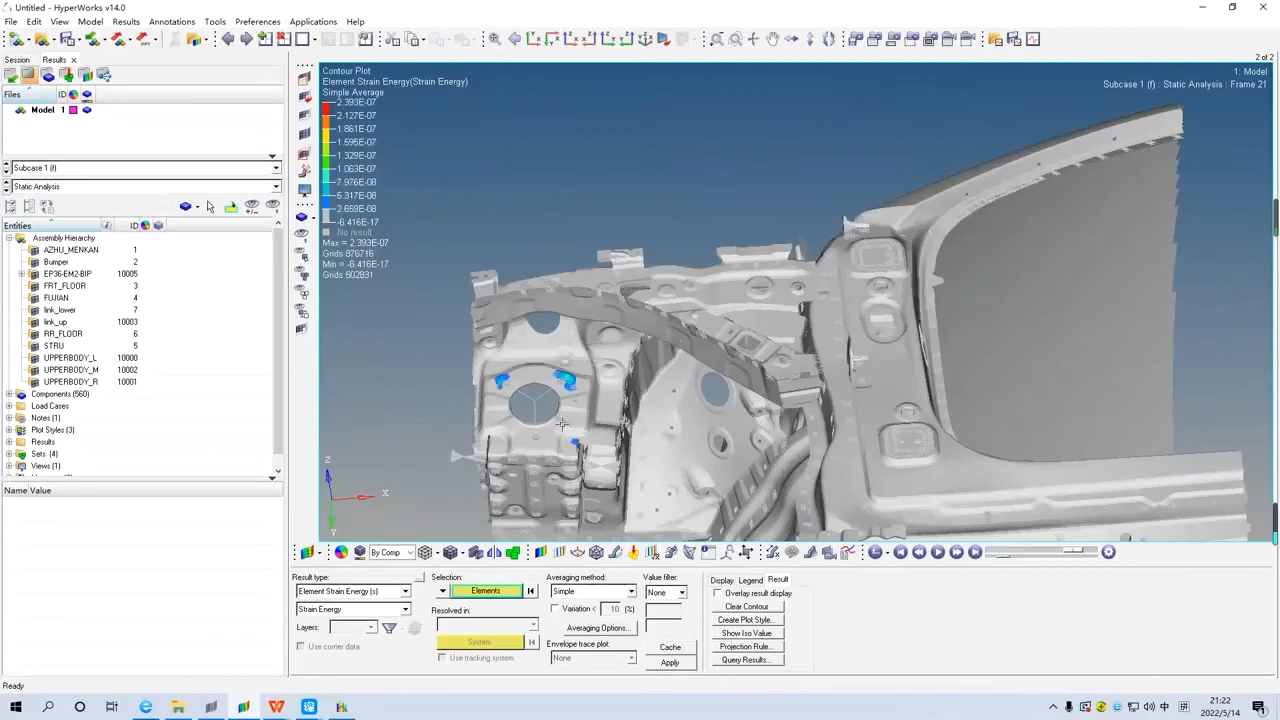 Untitled - HyperWorks v14.0
File Edit View Model Results Annotations Tools Preferences Applications Help
Session Results
Files ID
Model 1
Subcase 1 (f)
Static Analysis
Entities ID
Assembly Hierarchy
AZHU_MENKAN 1
Bumper 2
EP36-EM2-BIP 10005
FRT_FLOOR 3
FUJIAN 4
link_lower 7
link_up 10003
RR_FLOOR 6
STRU 5
UPPERBODY_L 10000
UPPERBODY_M 10002
UPPERBODY_R 10001
Components (560)
Load Cases
Notes (1)
Plot Styles (3)
Results
Sets (4)
Views (1)
Name Value
2 of 2
Contour Plot
Element Strain Energy(Strain Energy)
Simple Average
2.393E-07
2.127E-07
1.861E-07
1.595E-07
1.329E-07
1.063E-07
7.976E-08
5.317E-08
2.659E-08
-6.416E-17
No result
Max = 2.393E-07
Grids 876716
Min = -6.416E-17
Grids 502831
1: Model
Subcase 1 (f) : Static Analysis : Frame 21
Z
X
Y
By Comp
Result type:
Element Strain Energy (s)
Strain Energy
Layers:
Use corner data
Selection:
Elements
Resolved in:
System
Use tracking system
Averaging method:
Simple
Variation < 10 (%)
Averaging Options...
Envelope trace plot:
None
Value filter:
None
Cache
Apply
Display Legend Result
Overlay result display
Clear Contour
Create Plot Style...
Show Iso Value
Projection Rule...
Query Results...
Ready
中
拼
21:22
2022/5/14